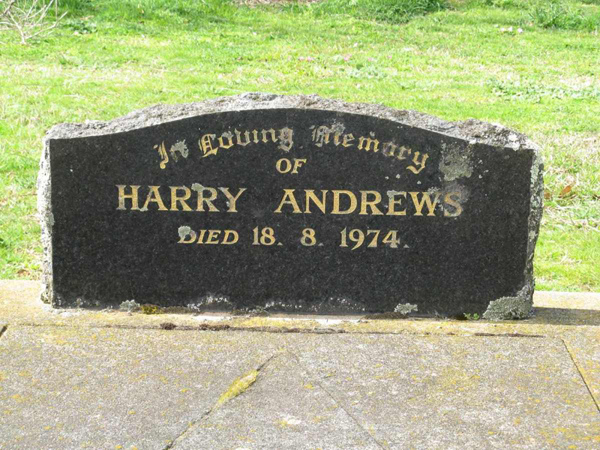 In Loving Memory
OF
HARRY ANDREWS
DIED 18. 8. 1974.